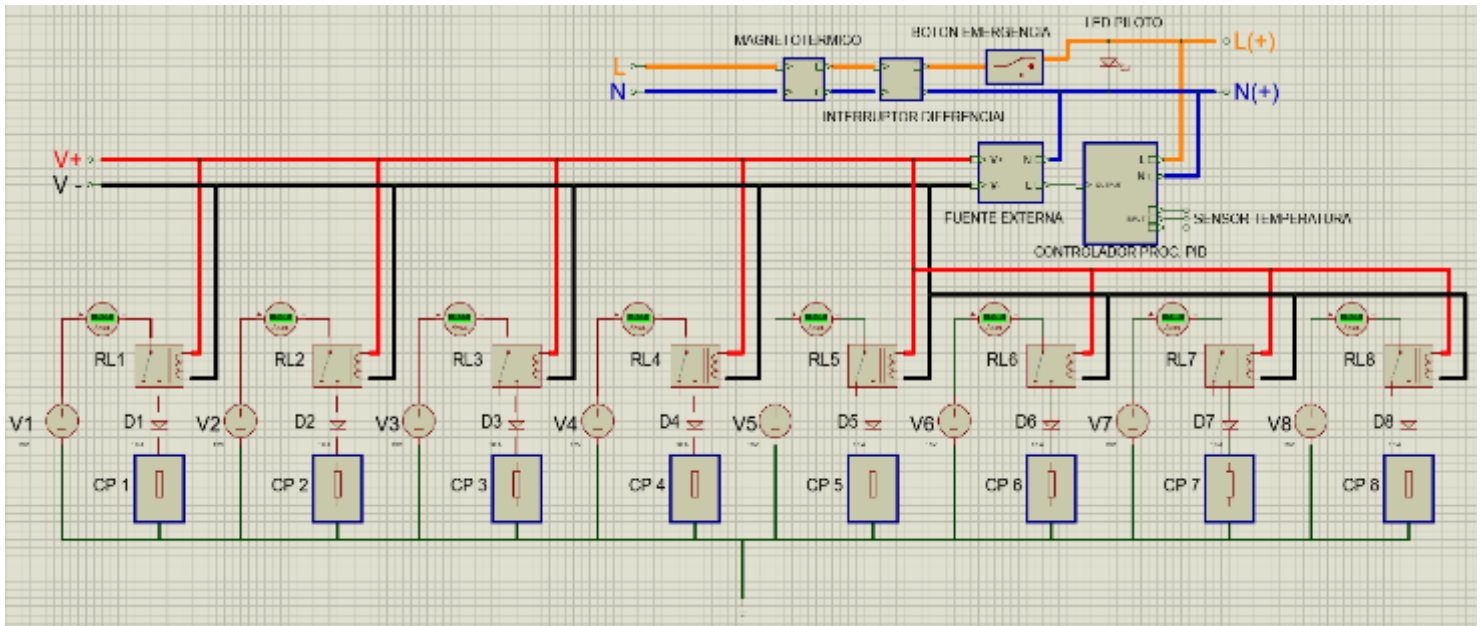 LED PILOTO
BOTON EMERGENCIA
MAGNETOTERMICO
L(+)
L
N
N(+)
INTERRUPTOR DIFERENCIAL
V+
V -
V+
N
L
V-
L
N
OUTPUT
FUENTE EXTERNA
SENSOR TEMPERATURA
CONTROLADOR PROC. PID
RL1
RL2
RL3
RL4
RL5
RL6
RL7
RL8
V1
D1
V2
D2
V3
D3
V4
D4
V5
D5
V6
D6
V7
D7
V8
D8
CP 1
CP 2
CP 3
CP 4
CP 5
CP 6
CP 7
CP 8